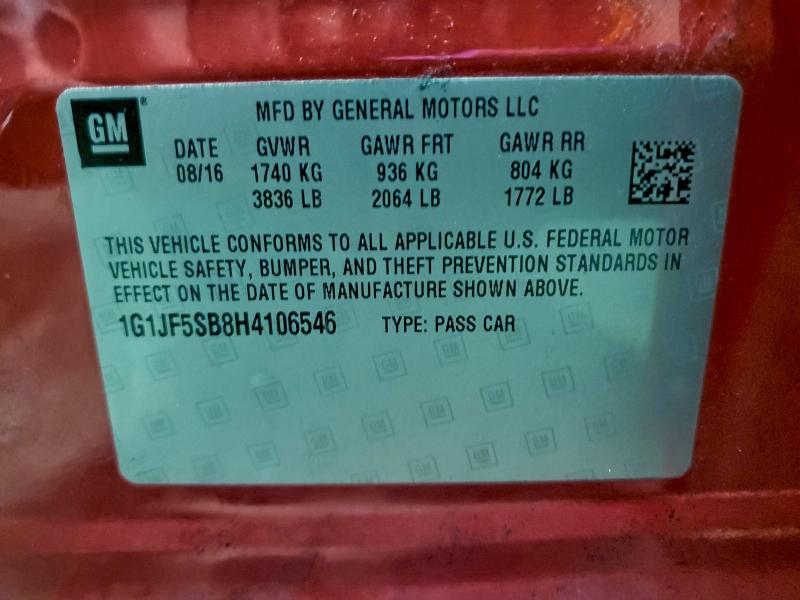 GM® MFD BY GENERAL MOTORS LLC
DATE GVWR GAWR FRT GAWR RR
08/16 1740 KG 936 KG 804 KG
3836 LB 2064 LB 1772 LB
THIS VEHICLE CONFORMS TO ALL APPLICABLE U.S. FEDERAL MOTOR
VEHICLE SAFETY, BUMPER, AND THEFT PREVENTION STANDARDS IN
EFFECT ON THE DATE OF MANUFACTURE SHOWN ABOVE.
1G1JF5SB8H4106546 TYPE: PASS CAR